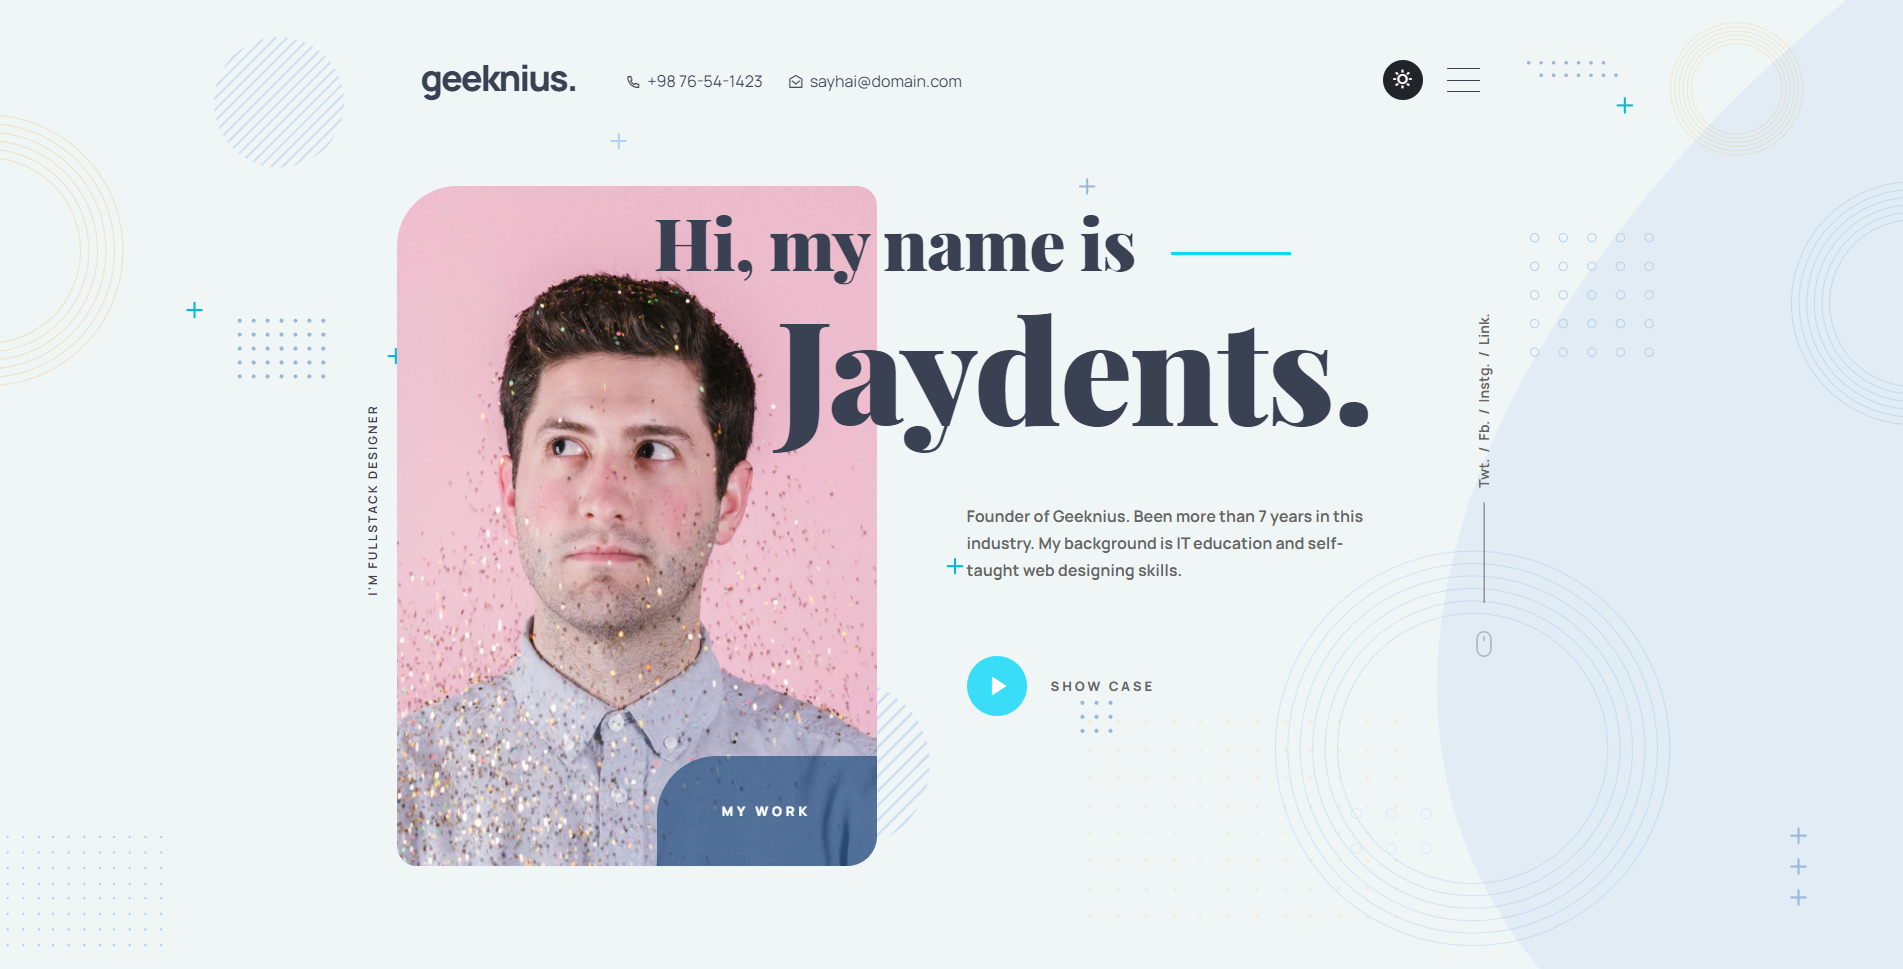 geeknius.
+98 76-54-1423
sayhai@domain.com
Hi, my name is
Jaydents.
I'M FULLSTACK DESIGNER
Twt. / Fb. / Instg. / Link.
Founder of Geeknius. Been more than 7 years in this
industry. My background is IT education and self-
taught web designing skills.
SHOW CASE
MY WORK